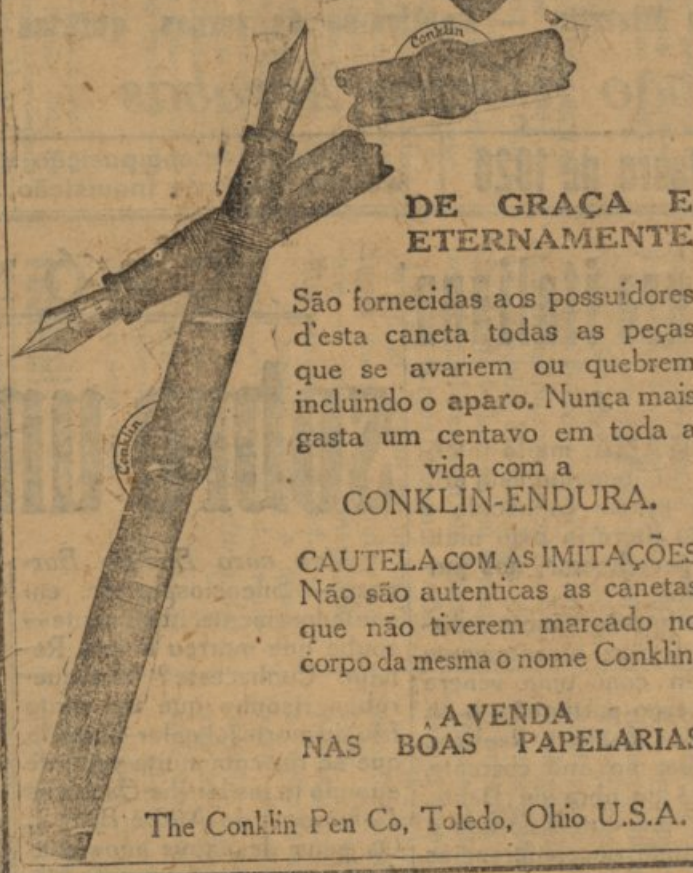 Conklin
DE GRAÇA E
ETERNAMENTE
São fornecidas aos possuidores
d'esta caneta todas as peças
que se avariem ou quebrem
incluindo o aparo. Nunca mais
gasta um centavo em toda a
vida com a
CONKLIN-ENDURA.
Conklin
CAUTELA COM AS IMITAÇÕES
Não são autenticas as canetas
que não tiverem marcado no
corpo da mesma o nome Conklin
A VENDA
NAS BÔAS PAPELARIAS
The Conklin Pen Co, Toledo, Ohio U.S.A.